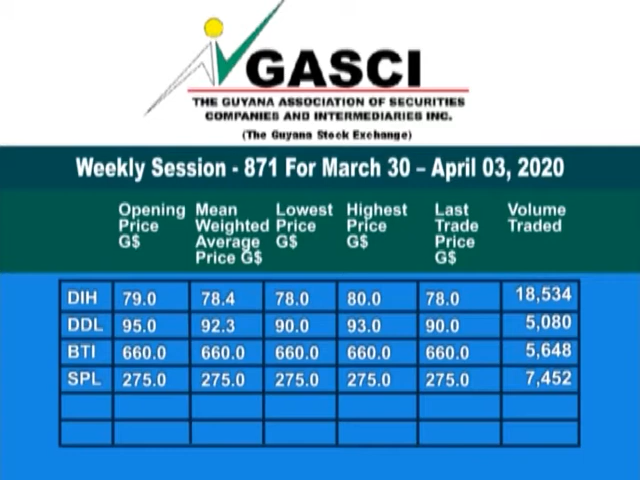 GASCI
THE GUYANA ASSOCIATION OF SECURITIES
COMPANIES AND INTERMEDIARIES INC.
(The Guyana Stock Exchange)
Weekly Session - 871 For March 30 – April 03, 2020
Opening Price G$ Mean Weighted Average Price G$ Lowest Price G$ Highest Price G$ Last Trade Price G$ Volume Traded
DIH 79.0 78.4 78.0 80.0 78.0 18,534
DDL 95.0 92.3 90.0 93.0 90.0 5,080
BTI 660.0 660.0 660.0 660.0 660.0 5,648
SPL 275.0 275.0 275.0 275.0 275.0 7,452